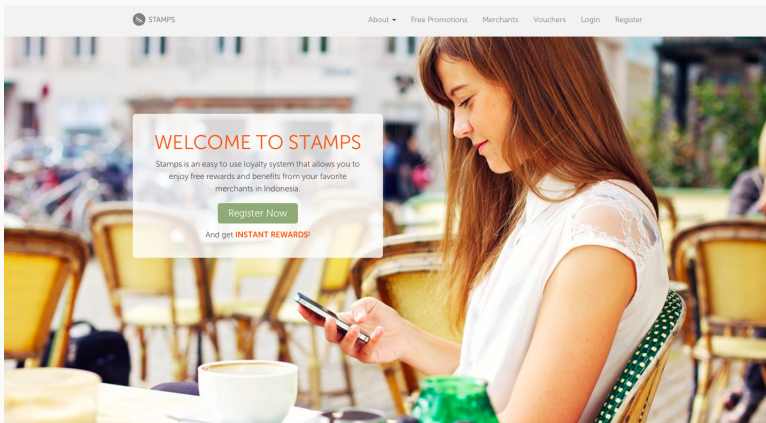 STAMPS
About
Free Promotions
Merchants
Vouchers
Login
Register
WELCOME TO STAMPS
Stamps is an easy to use loyalty system that allows you to
enjoy free rewards and benefits from your favorite
merchants in Indonesia.
Register Now
And get INSTANT REWARDS!